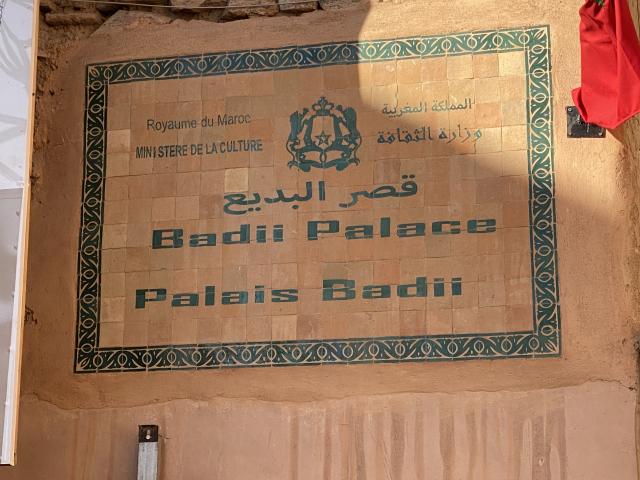 Royaume du Maroc
MINISTERE DE LA CULTURE
المملكة المغربية
وزارة الثقافة
قصر البديع
Badii Palace
Palais Badii